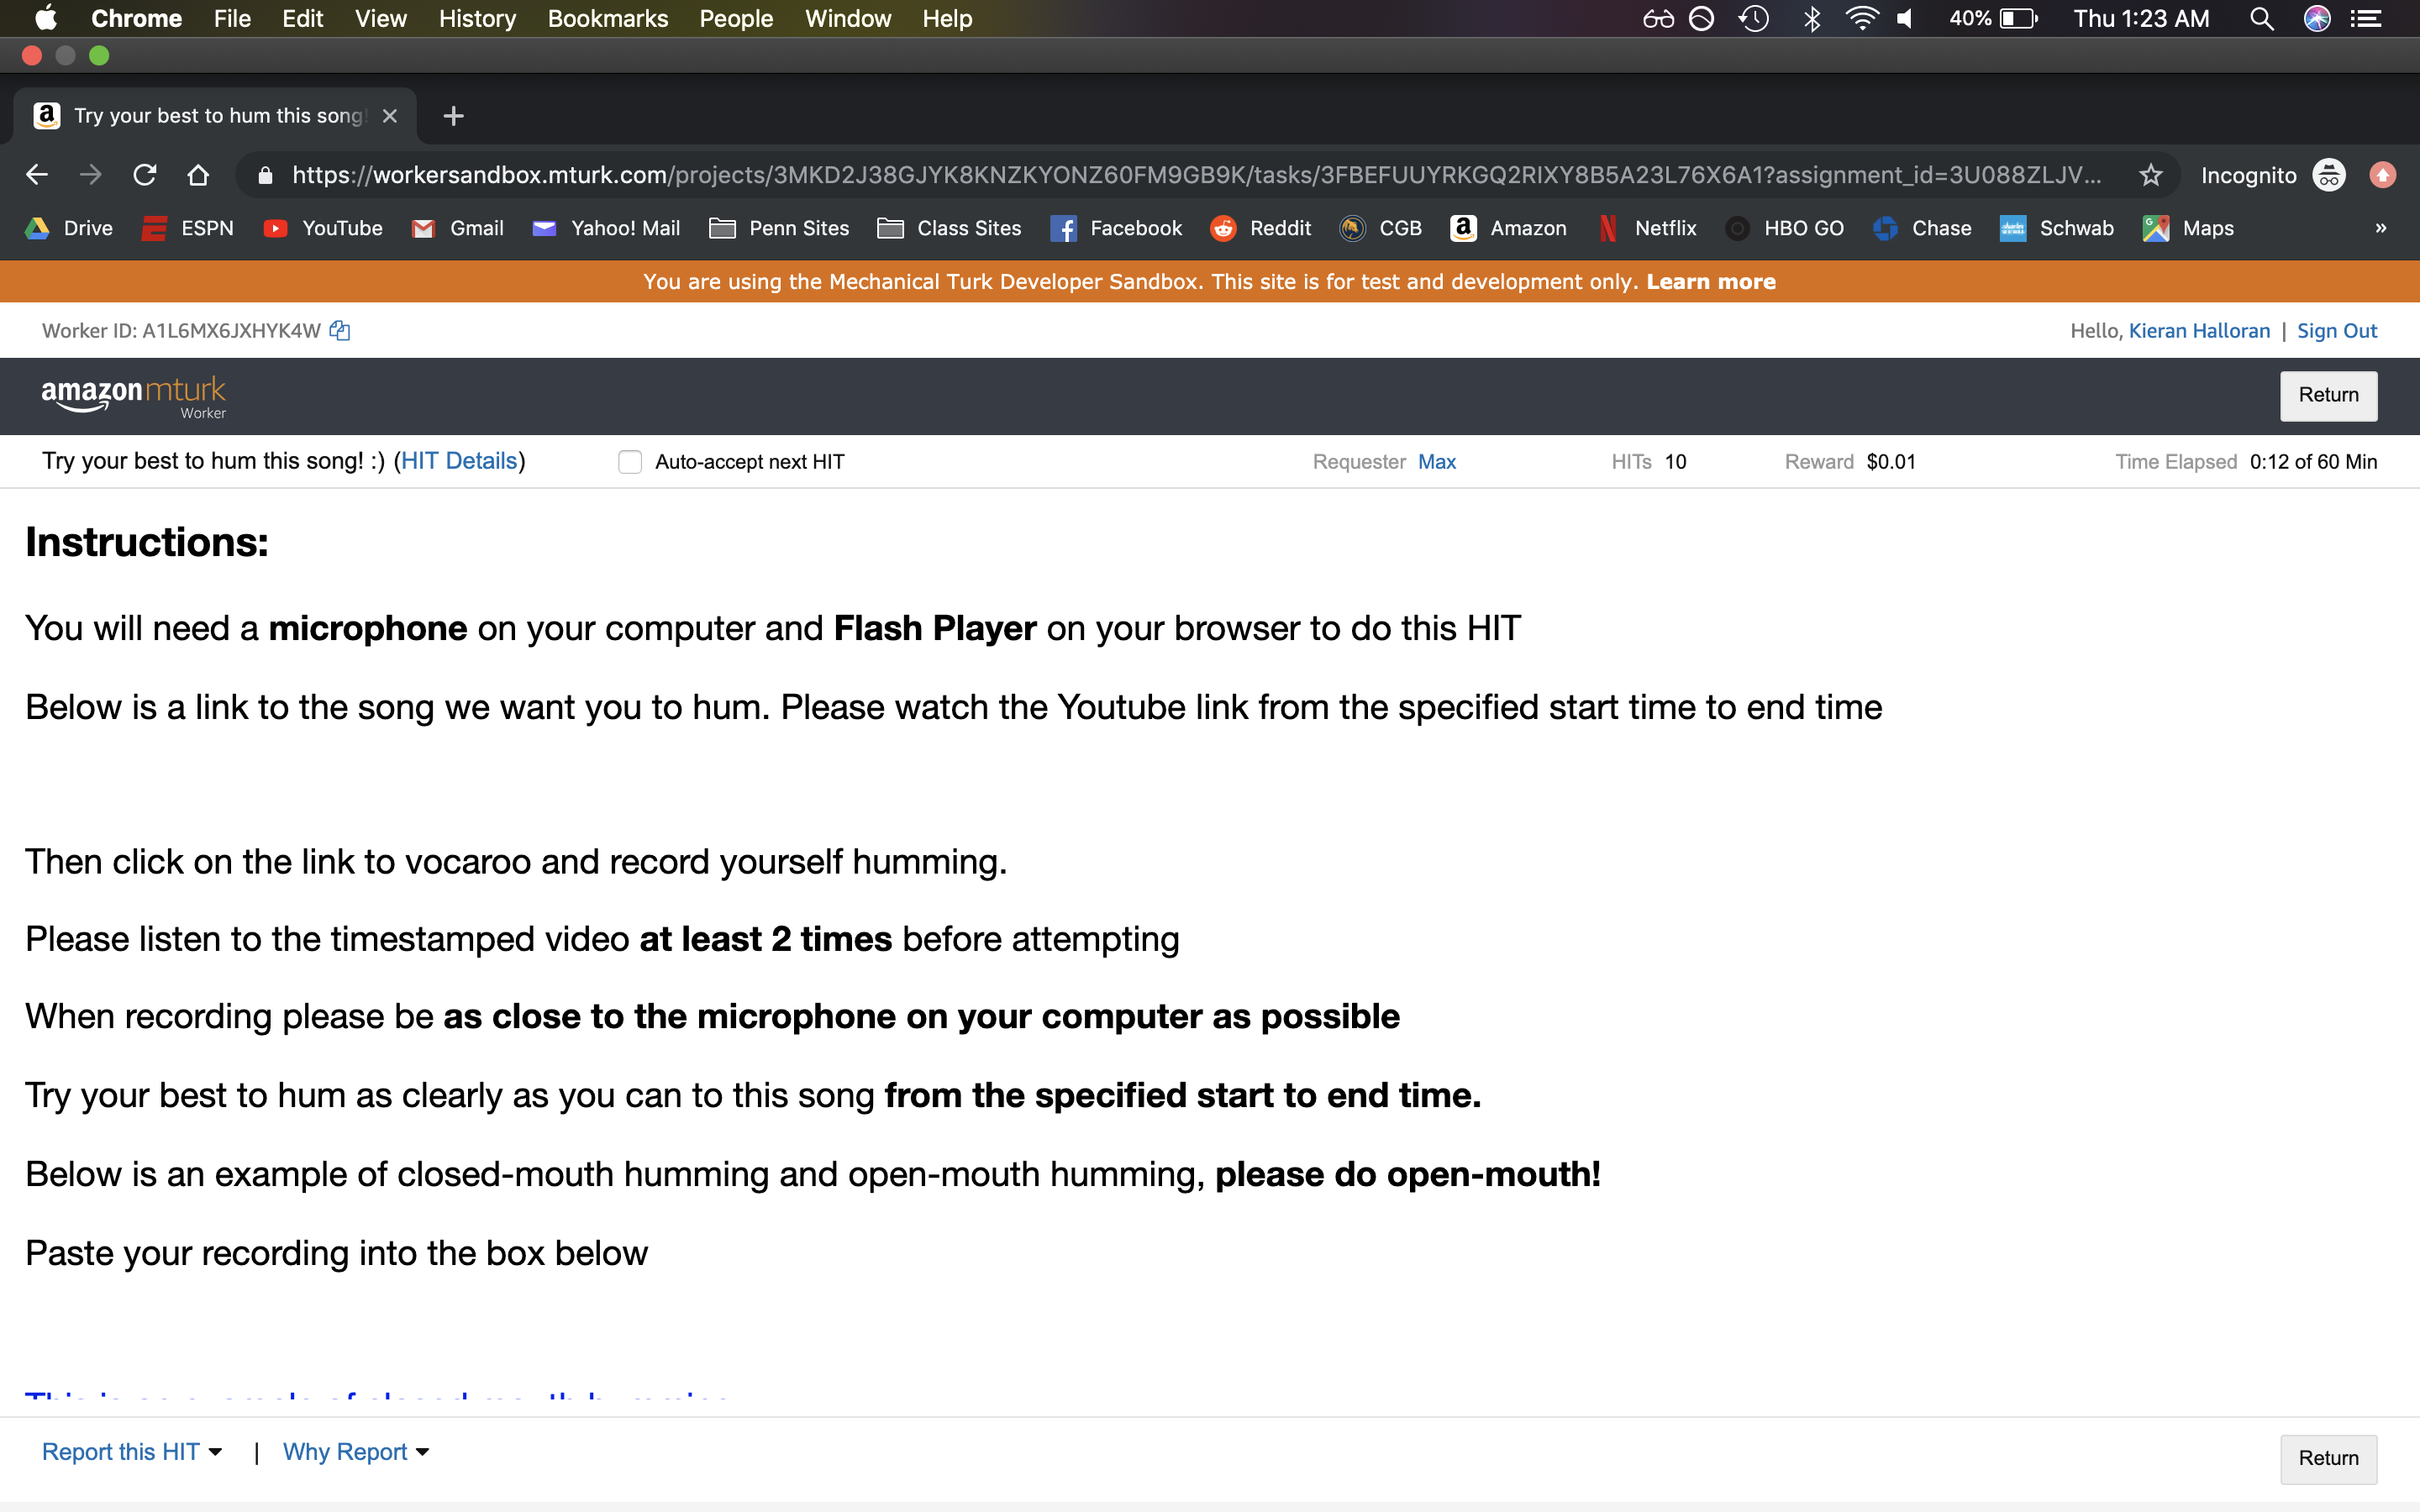 Chrome File Edit View History Bookmarks People Window Help 40% Thu 1:23 AM
Try your best to hum this song!
https://workersandbox.mturk.com/projects/3MKD2J38GJYK8KNZKYONZ60FM9GB9K/tasks/3FBEFUUYRKGQ2RIXY8B5A23L76X6A1?assignment_id=3U088ZLJV... Incognito
Drive ESPN YouTube Gmail Yahoo! Mail Penn Sites Class Sites Facebook Reddit CGB Amazon Netflix HBO GO Chase Schwab Maps »
You are using the Mechanical Turk Developer Sandbox. This site is for test and development only. Learn more
Worker ID: A1L6MX6JXHYK4W Hello, Kieran Halloran | Sign Out
amazon mturk Return
Worker
Try your best to hum this song! :) (HIT Details) Auto-accept next HIT Requester Max HITs 10 Reward $0.01 Time Elapsed 0:12 of 60 Min
Instructions:
You will need a microphone on your computer and Flash Player on your browser to do this HIT
Below is a link to the song we want you to hum. Please watch the Youtube link from the specified start time to end time
Then click on the link to vocaroo and record yourself humming.
Please listen to the timestamped video at least 2 times before attempting
When recording please be as close to the microphone on your computer as possible
Try your best to hum as clearly as you can to this song from the specified start to end time.
Below is an example of closed-mouth humming and open-mouth humming, please do open-mouth!
Paste your recording into the box below
Report this HIT | Why Report Return